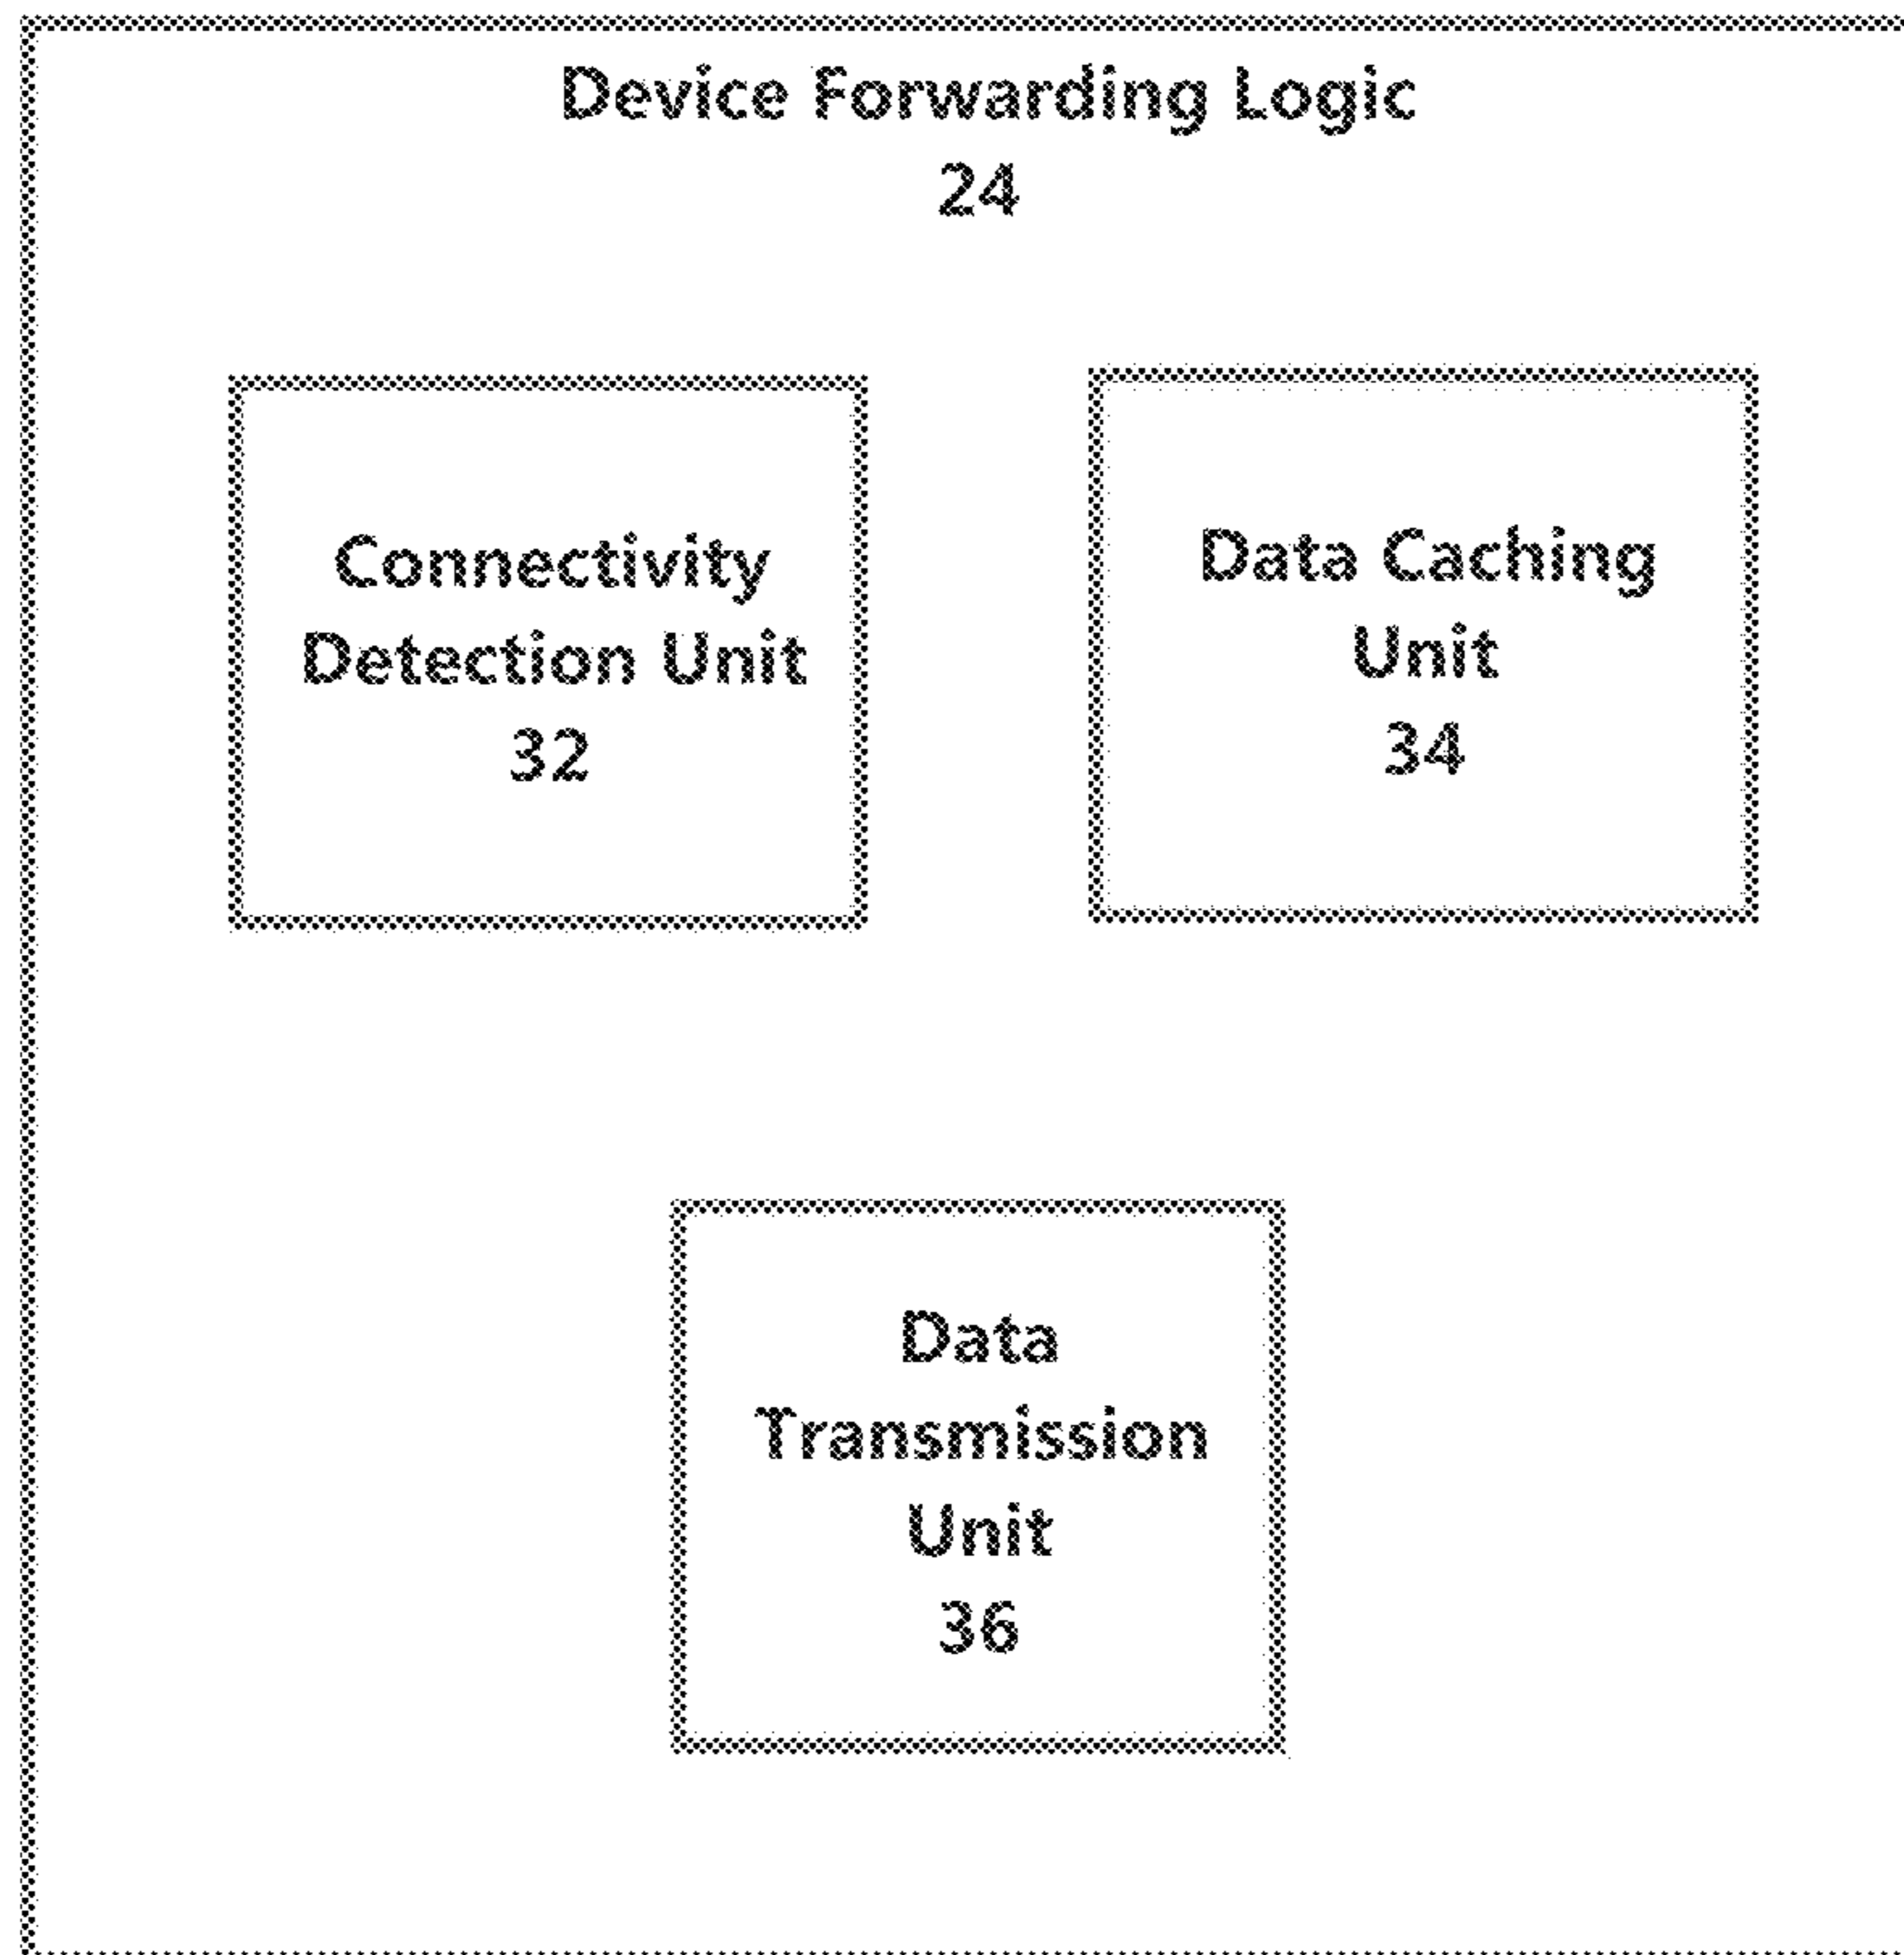 Device Forwarding Logic
24
Connectivity
Detection Unit
32
Data Caching
Unit
34
Data
Transmission
Unit
36